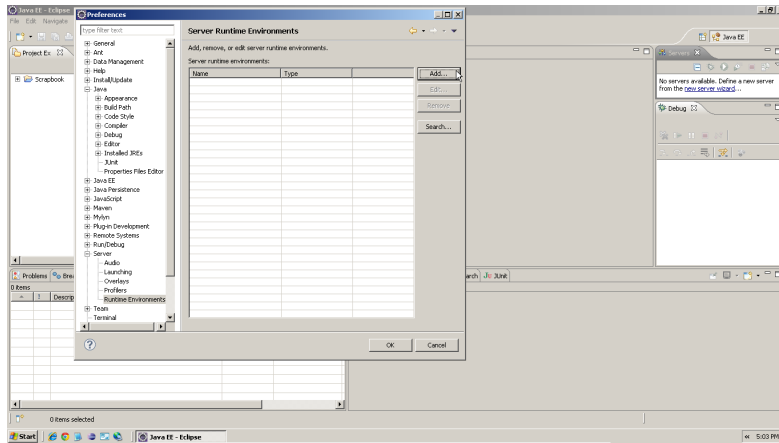 Java EE - Eclipse
File Edit Navigate
Preferences
type filter text
General
Ant
Data Management
Help
Install/Update
Java
Appearance
Build Path
Code Style
Compiler
Debug
Editor
Installed JREs
JUnit
Properties Files Editor
Java EE
Java Persistence
JavaScript
Maven
Mylyn
Plug-in Development
Remote Systems
Run/Debug
Server
Audio
Launching
Overlays
Profilers
Runtime Environments
Team
Terminal
Server Runtime Environments
Add, remove, or edit server runtime environments.
Server runtime environments:
Name Type
Add...
Edit...
Remove
Search...
OK Cancel
Project Ex
Scrapbook
Java EE
Servers
No servers available. Define a new server
from the new server wizard...
Debug
Problems Brea
arch JUnit
0 items
! Descrip
0 items selected
Start Java EE - Eclipse 5:03 PM